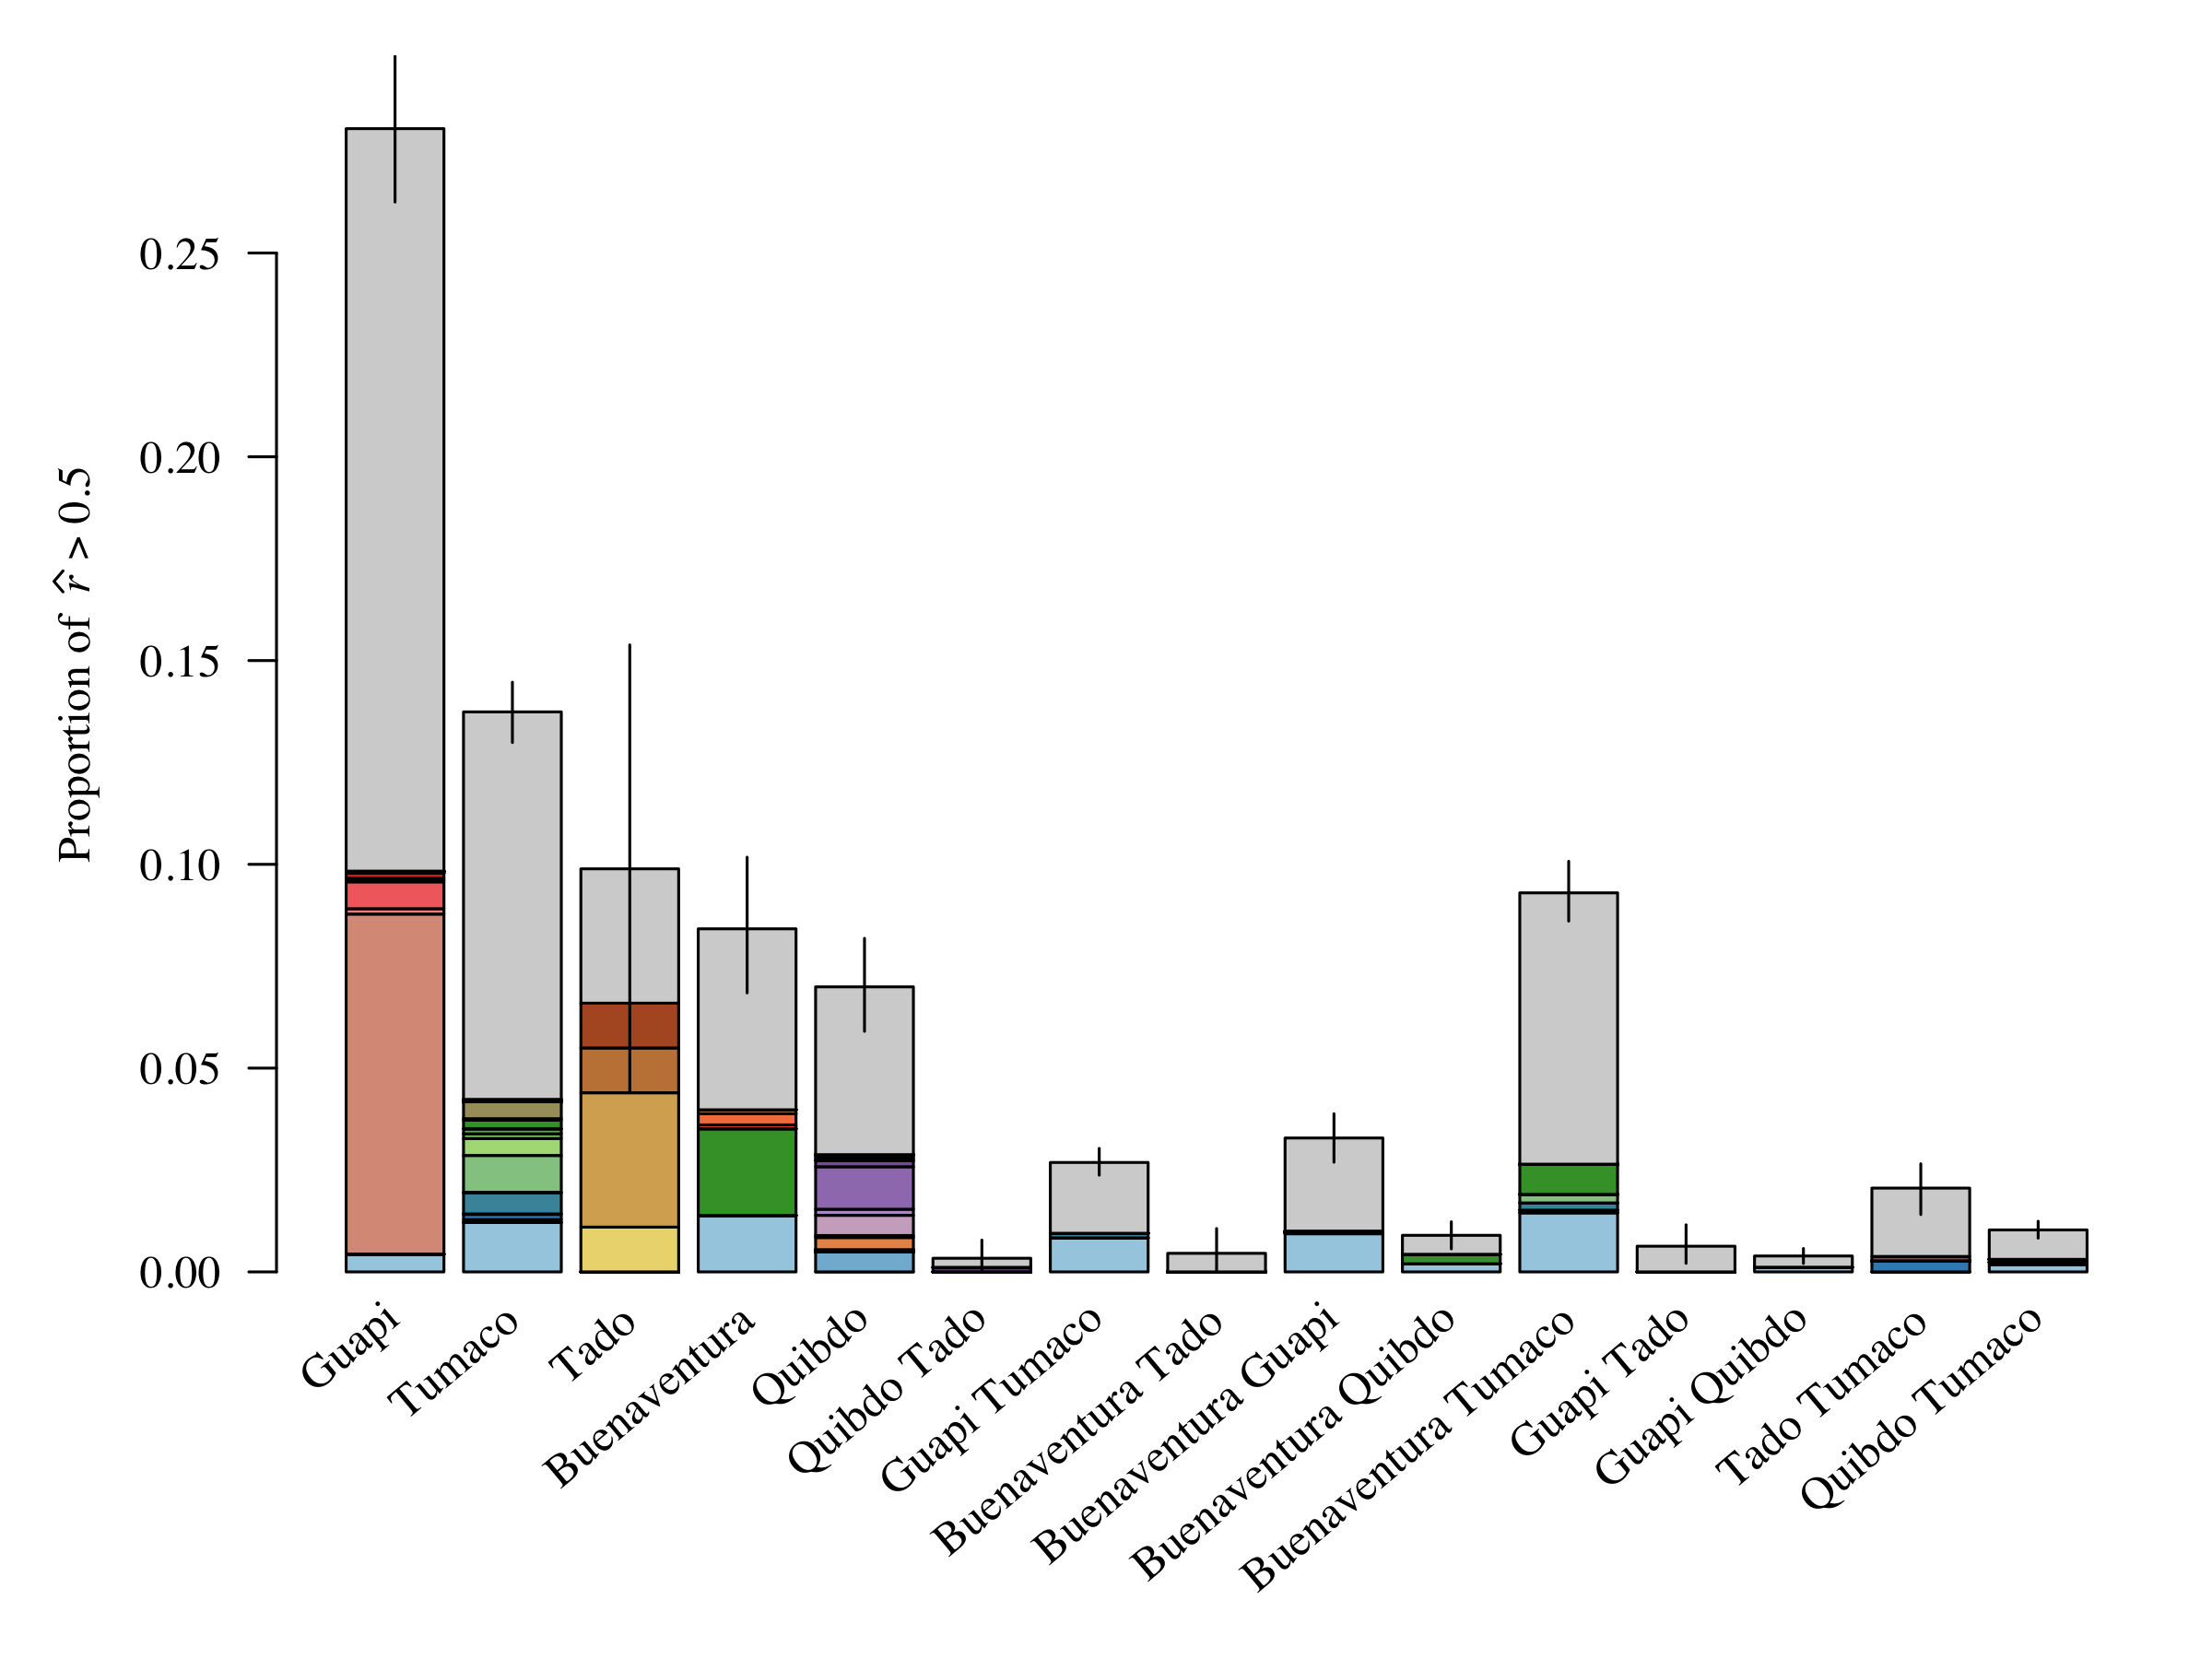 Proportion of r̂ > 0.5
0.25
0.20
0.15
0.10
0.05
0.00
Guapi
Tumaco
Tado
Buenaventura
Quibdo
Quibdo Tado
Guapi Tumaco
Buenaventura Tado
Buenaventura Guapi
Buenaventura Quibdo
Buenaventura Tumaco
Guapi Tado
Guapi Quibdo
Tado Tumaco
Quibdo Tumaco